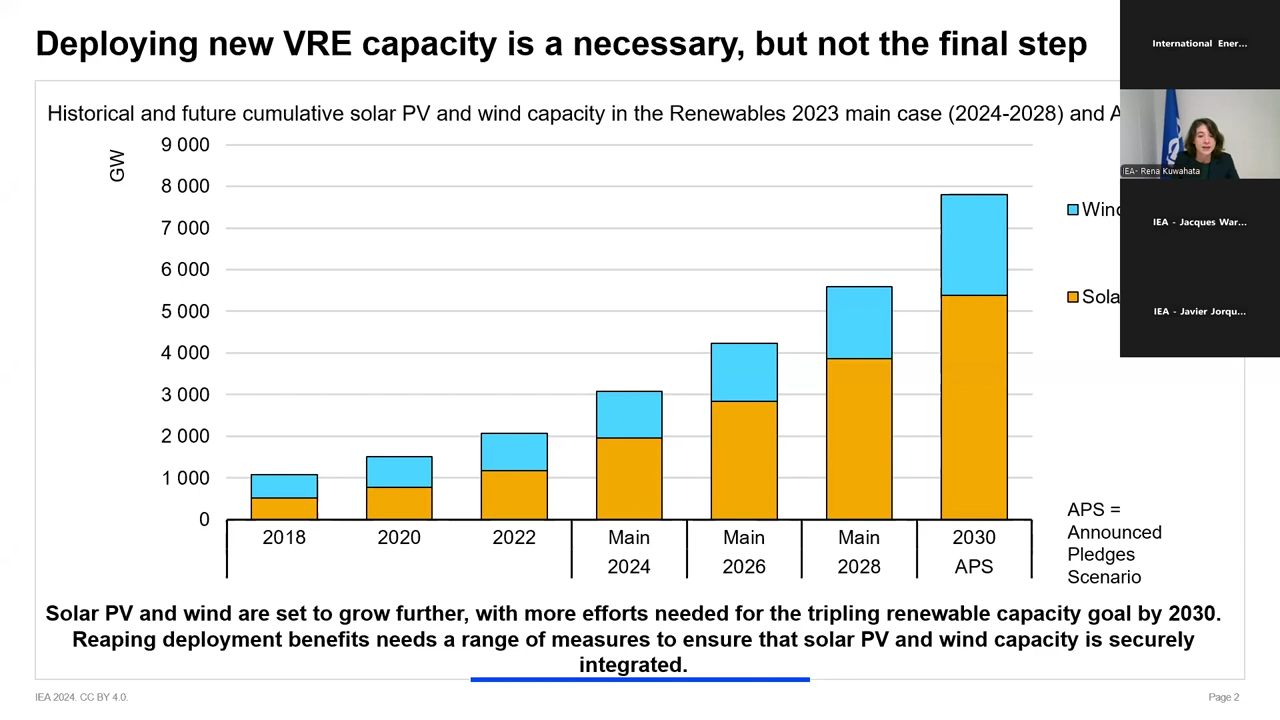 Deploying new VRE capacity is a necessary, but not the final step
International Ener...
Historical and future cumulative solar PV and wind capacity in the Renewables 2023 main case (2024-2028) and A
IEA- Rena Kuwahata
GW
9 000
8 000
7 000
6 000
5 000
4 000
3 000
2 000
1 000
0
Wind
Sola
IEA - Jacques War...
IEA - Javier Jorqu...
2018 2020 2022 Main Main Main 2030
2024 2026 2028 APS
APS =
Announced
Pledges
Scenario
Solar PV and wind are set to grow further, with more efforts needed for the tripling renewable capacity goal by 2030.
Reaping deployment benefits needs a range of measures to ensure that solar PV and wind capacity is securely
integrated.
IEA 2024. CC BY 4.0.
Page 2